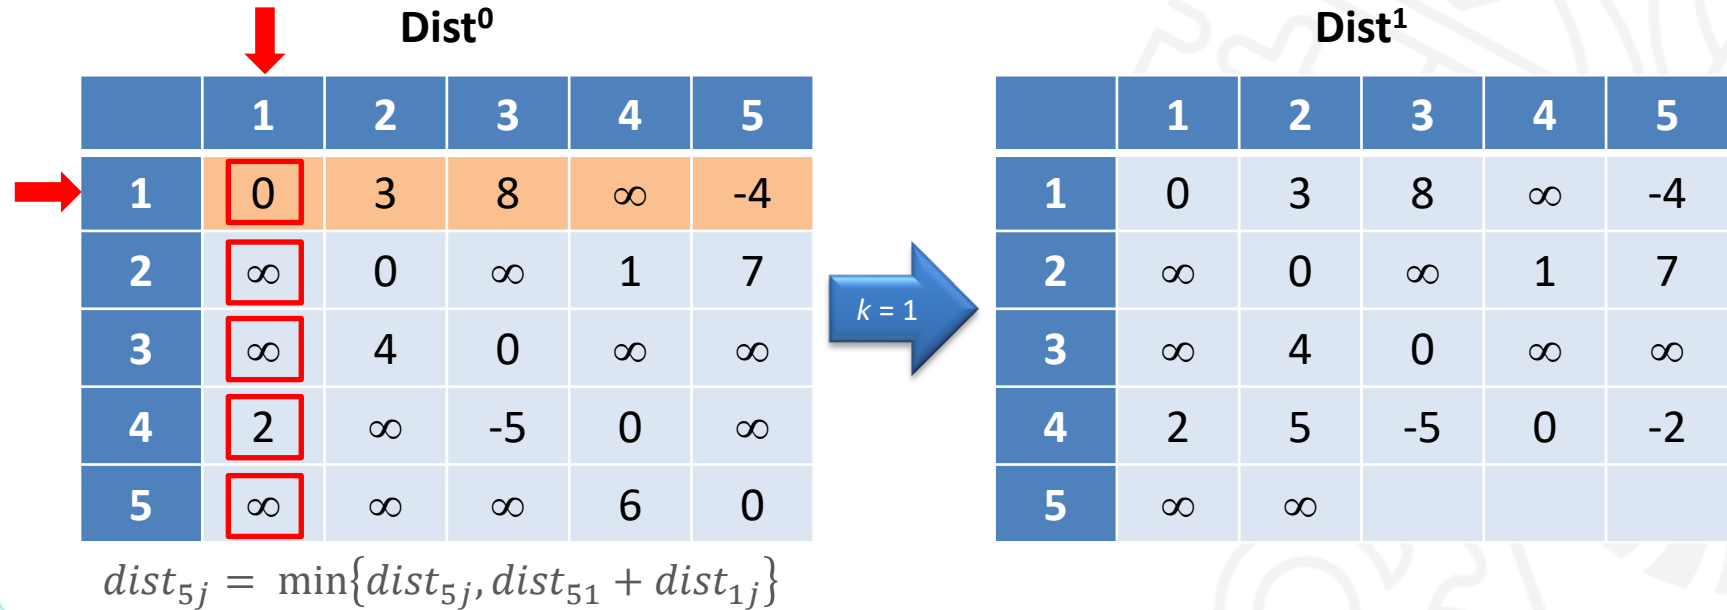 Dist⁰
1 2 3 4 5
1 0 3 8 ∞ -4
2 ∞ 0 ∞ 1 7
3 ∞ 4 0 ∞ ∞
4 2 ∞ -5 0 ∞
5 ∞ ∞ ∞ 6 0
dist₅ⱼ = min{dist₅ⱼ, dist₅₁ + dist₁ⱼ}
k = 1
Dist¹
1 2 3 4 5
1 0 3 8 ∞ -4
2 ∞ 0 ∞ 1 7
3 ∞ 4 0 ∞ ∞
4 2 5 -5 0 -2
5 ∞ ∞